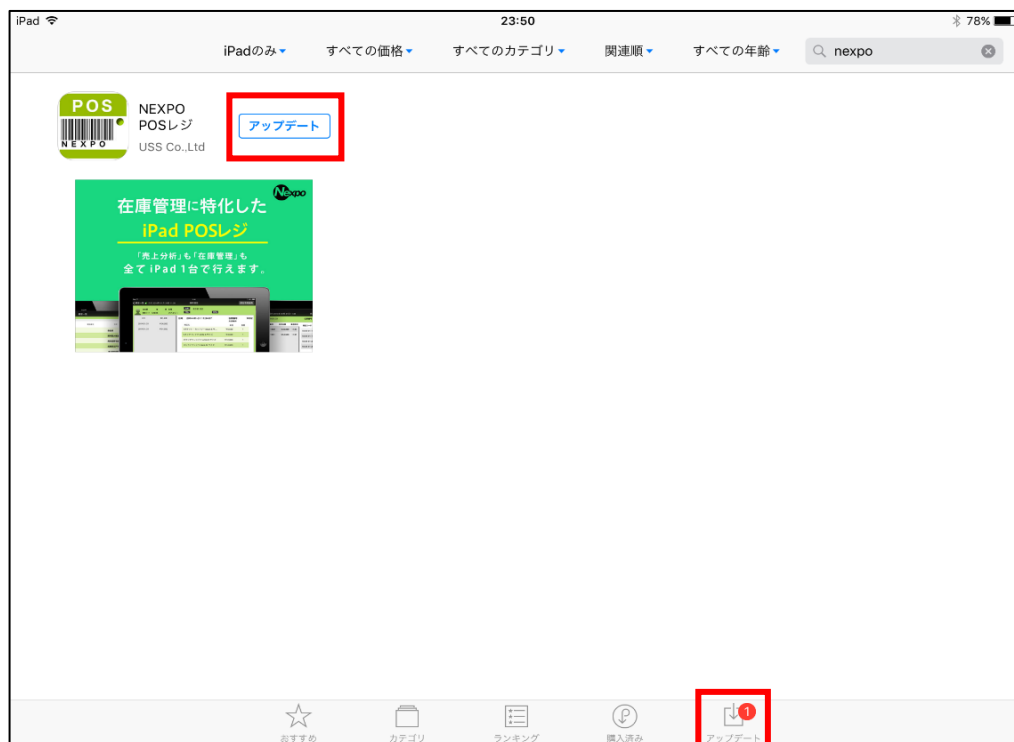 iPad 23:50 78%
iPadのみ すべての価格 すべてのカテゴリ 関連順 すべての年齢 nexpo
POS
NEXPO
NEXPO
POSレジ
USS Co.,Ltd
アップデート
Nexpo
在庫管理に特化した
iPad POSレジ
「売上分析」も「在庫管理」も
全て iPad 1台で行えます。
1
おすすめ カテゴリ ランキング 購入済み アップデート